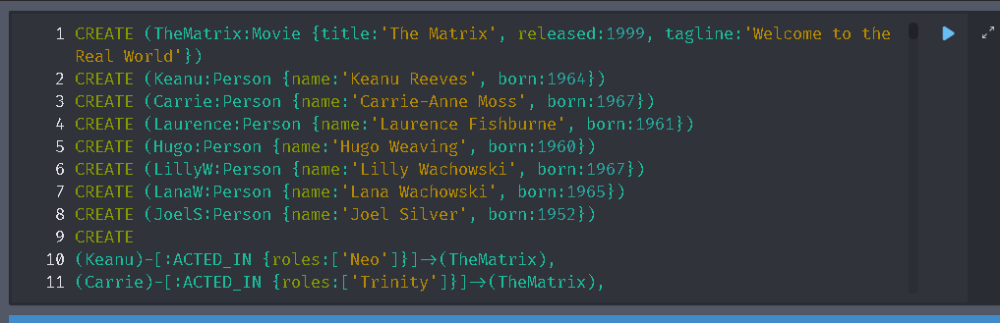 1 CREATE (TheMatrix:Movie {title:'The Matrix', released:1999, tagline:'Welcome to the
Real World'})
2 CREATE (Keanu:Person {name:'Keanu Reeves', born:1964})
3 CREATE (Carrie:Person {name:'Carrie-Anne Moss', born:1967})
4 CREATE (Laurence:Person {name:'Laurence Fishburne', born:1961})
5 CREATE (Hugo:Person {name:'Hugo Weaving', born:1960})
6 CREATE (LillyW:Person {name:'Lilly Wachowski', born:1967})
7 CREATE (LanaW:Person {name:'Lana Wachowski', born:1965})
8 CREATE (JoelS:Person {name:'Joel Silver', born:1952})
9 CREATE
10 (Keanu)-[:ACTED_IN {roles:['Neo']}]->(TheMatrix),
11 (Carrie)-[:ACTED_IN {roles:['Trinity']}]->(TheMatrix),